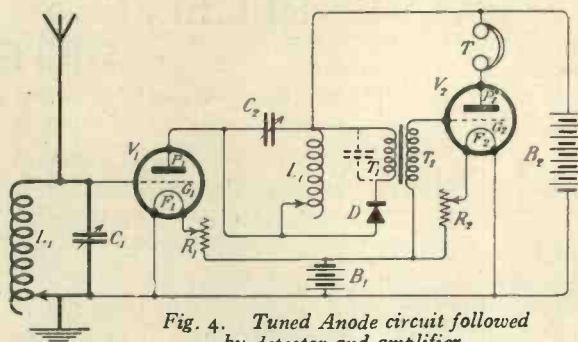 T
V₂
P₂
G₂
F₂
B₂
C₂
V₁
P₁
G₁
F₁
L₁
T₁
T₂
D
R₂
L₁
C₁
R₁
B₁
Fig. 4. Tuned Anode circuit followed
by detector and amplifier